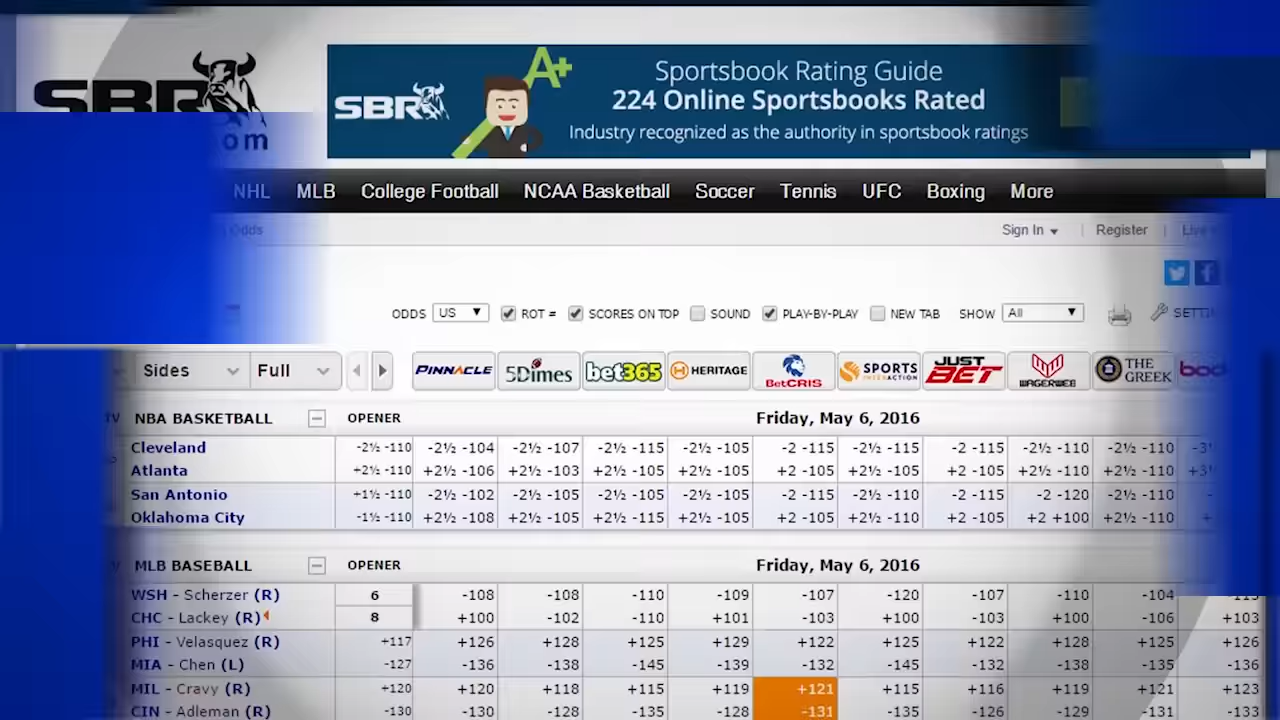 SBR
om
A+
SBR
Sportsbook Rating Guide
224 Online Sportsbooks Rated
Industry recognized as the authority in sportsbook ratings
NHL MLB College Football NCAA Basketball Soccer Tennis UFC Boxing More
Odds Sign In Register | Live
ODDS US ROT = SCORES ON TOP SOUND PLAY-BY-PLAY NEW TAB SHOW All SETTIN
Sides Full PINNACLE 5Dimes bet365 HERITAGE BetCRIS SPORTS INTERACTION JUST BET WAGERWEB THE GREEK
NBA BASKETBALL OPENER Friday, May 6, 2016
Cleveland -2½ -110 -2½ -104 -2½ -107 -2½ -115 -2½ -105 -2 -115 -2½ -115 -2 -115 -2½ -110 -2½ -110
Atlanta +2½ -110 +2½ -106 +2½ -103 +2½ -105 +2½ -105 +2 -105 +2½ -105 +2 -105 +2½ -110 +2½ -110
San Antonio +1½ -110 -2½ -102 -2½ -105 -2½ -105 -2½ -105 -2 -115 -2½ -110 -2 -115 -2 -120 -2½ -110
Oklahoma City -1½ -110 +2½ -108 +2½ -105 +2½ -115 +2½ -105 +2 -105 +2½ -110 +2 -105 +2 +100 +2½ -110
MLB BASEBALL OPENER Friday, May 6, 2016
WSH - Scherzer (R) 6 -108 -108 -110 -109 -107 -120 -107 -110 -104
CHC - Lackey (R) 8 +100 -102 -110 +101 -103 +100 -103 +100 -106 +103
PHI - Velasquez (R) +117 +126 +128 +125 +129 +122 +125 +122 +128 +125 +126
MIA - Chen (L) -127 -136 -138 -145 -139 -132 -145 -132 -138 -135 -136
MIL - Cravy (R) +120 +120 +118 +115 +119 +121 +115 +116 +119 +121 +123
CIN - Adleman (R) -130 -130 -128 -135 -128 -131 -135 -126 -129 -131 -133